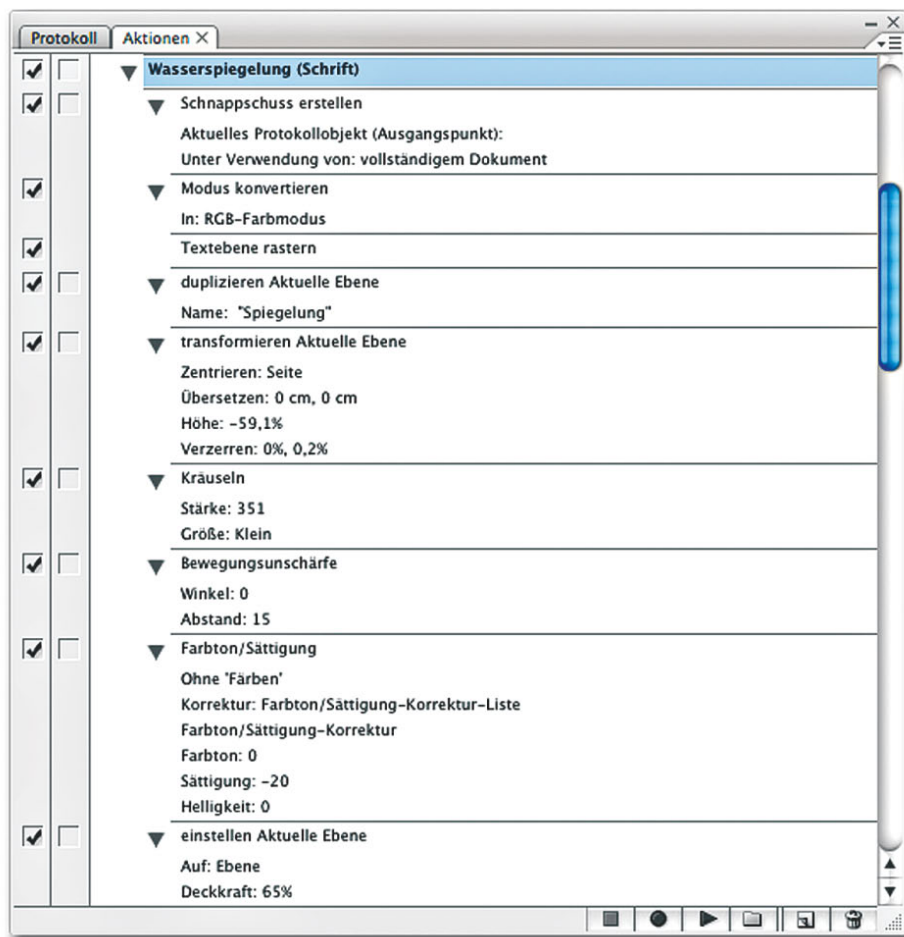 Protokoll Aktionen
Wasserspiegelung (Schrift)
Schnappschuss erstellen
Aktuelles Protokollobjekt (Ausgangspunkt):
Unter Verwendung von: vollständigem Dokument
Modus konvertieren
In: RGB-Farbmodus
Textebene rastern
duplizieren Aktuelle Ebene
Name: "Spiegelung"
transformieren Aktuelle Ebene
Zentrieren: Seite
Übersetzen: 0 cm, 0 cm
Höhe: -59,1%
Verzerren: 0%, 0,2%
Kräuseln
Stärke: 351
Größe: Klein
Bewegungsunschärfe
Winkel: 0
Abstand: 15
Farbton/Sättigung
Ohne "Färben"
Korrektur: Farbton/Sättigung-Korrektur-Liste
Farbton/Sättigung-Korrektur
Farbton: 0
Sättigung: -20
Helligkeit: 0
einstellen Aktuelle Ebene
Auf: Ebene
Deckkraft: 65%